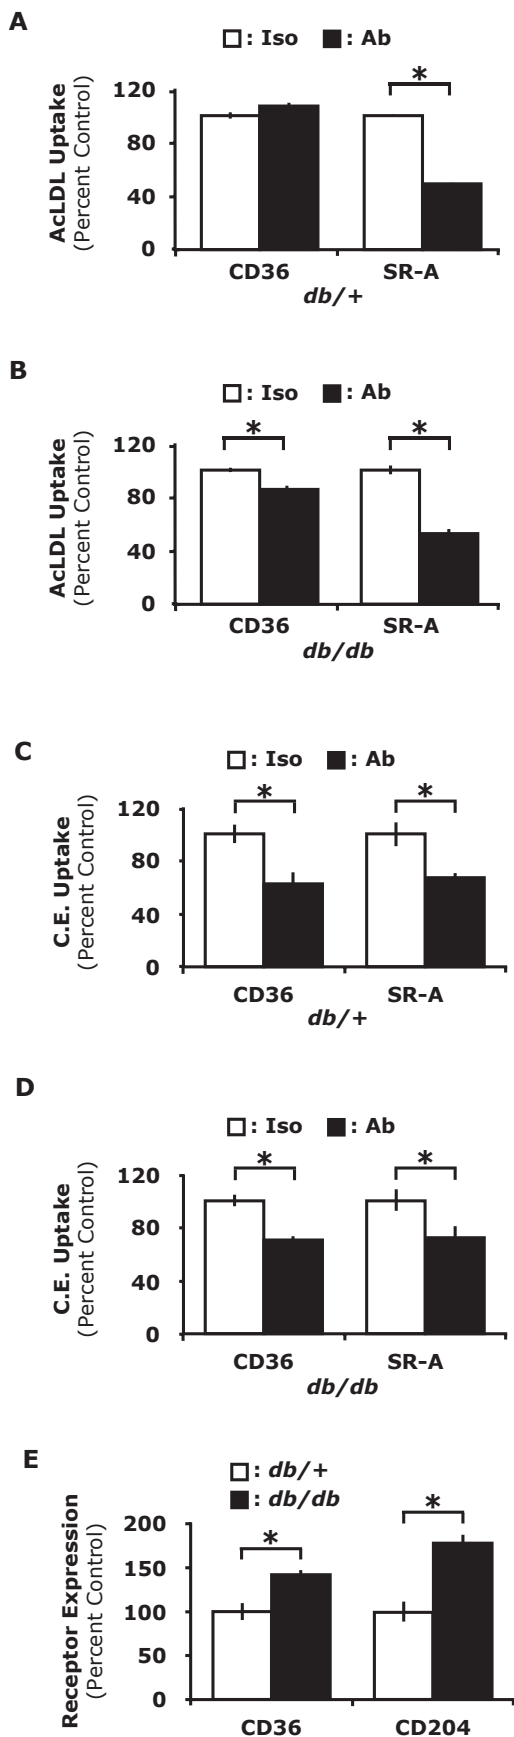 A
: Iso : Ab
*
AcLDL Uptake
(Percent Control)
120
80
40
0
CD36 SR-A
db/+
B
: Iso : Ab
* *
AcLDL Uptake
(Percent Control)
120
80
40
0
CD36 SR-A
db/db
C
: Iso : Ab
* *
C.E. Uptake
(Percent Control)
120
80
40
0
CD36 SR-A
db/+
D
: Iso : Ab
* *
C.E. Uptake
(Percent Control)
120
80
40
0
CD36 SR-A
db/db
E
: db/+
: db/db
* *
Receptor Expression
(Percent Control)
200
150
100
50
0
CD36 CD204